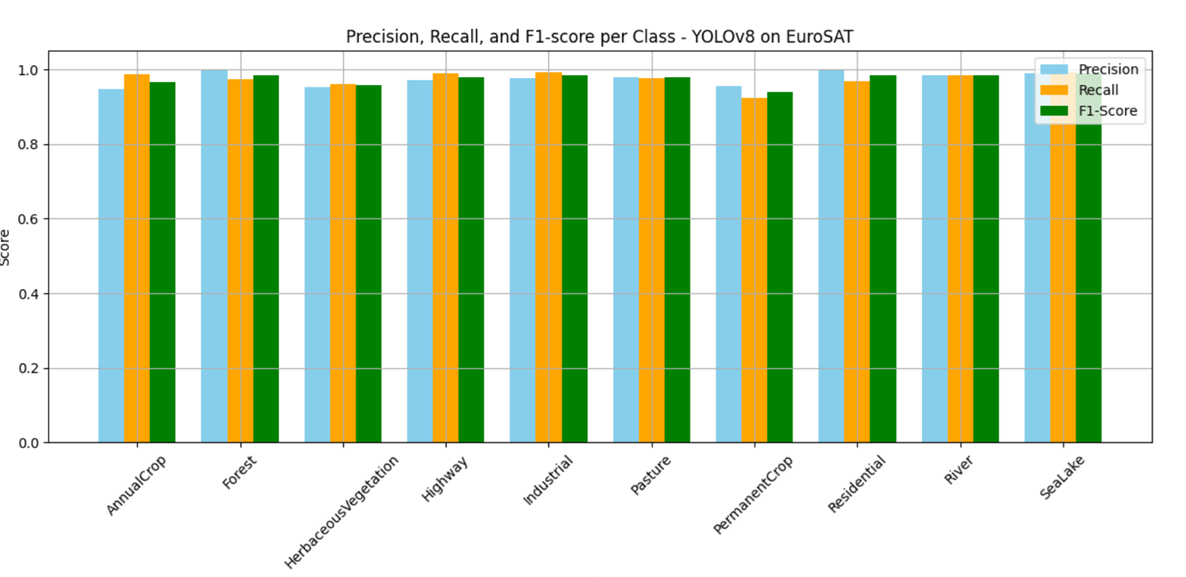 Precision, Recall, and F1-score per Class - YOLOv8 on EuroSAT
Precision
Recall
F1-Score
Score
1.0
0.8
0.6
0.4
0.2
0.0
AnnualCrop
Forest
HerbaceousVegetation
Highway
Industrial
Pasture
PermanentCrop
Residential
River
SeaLake